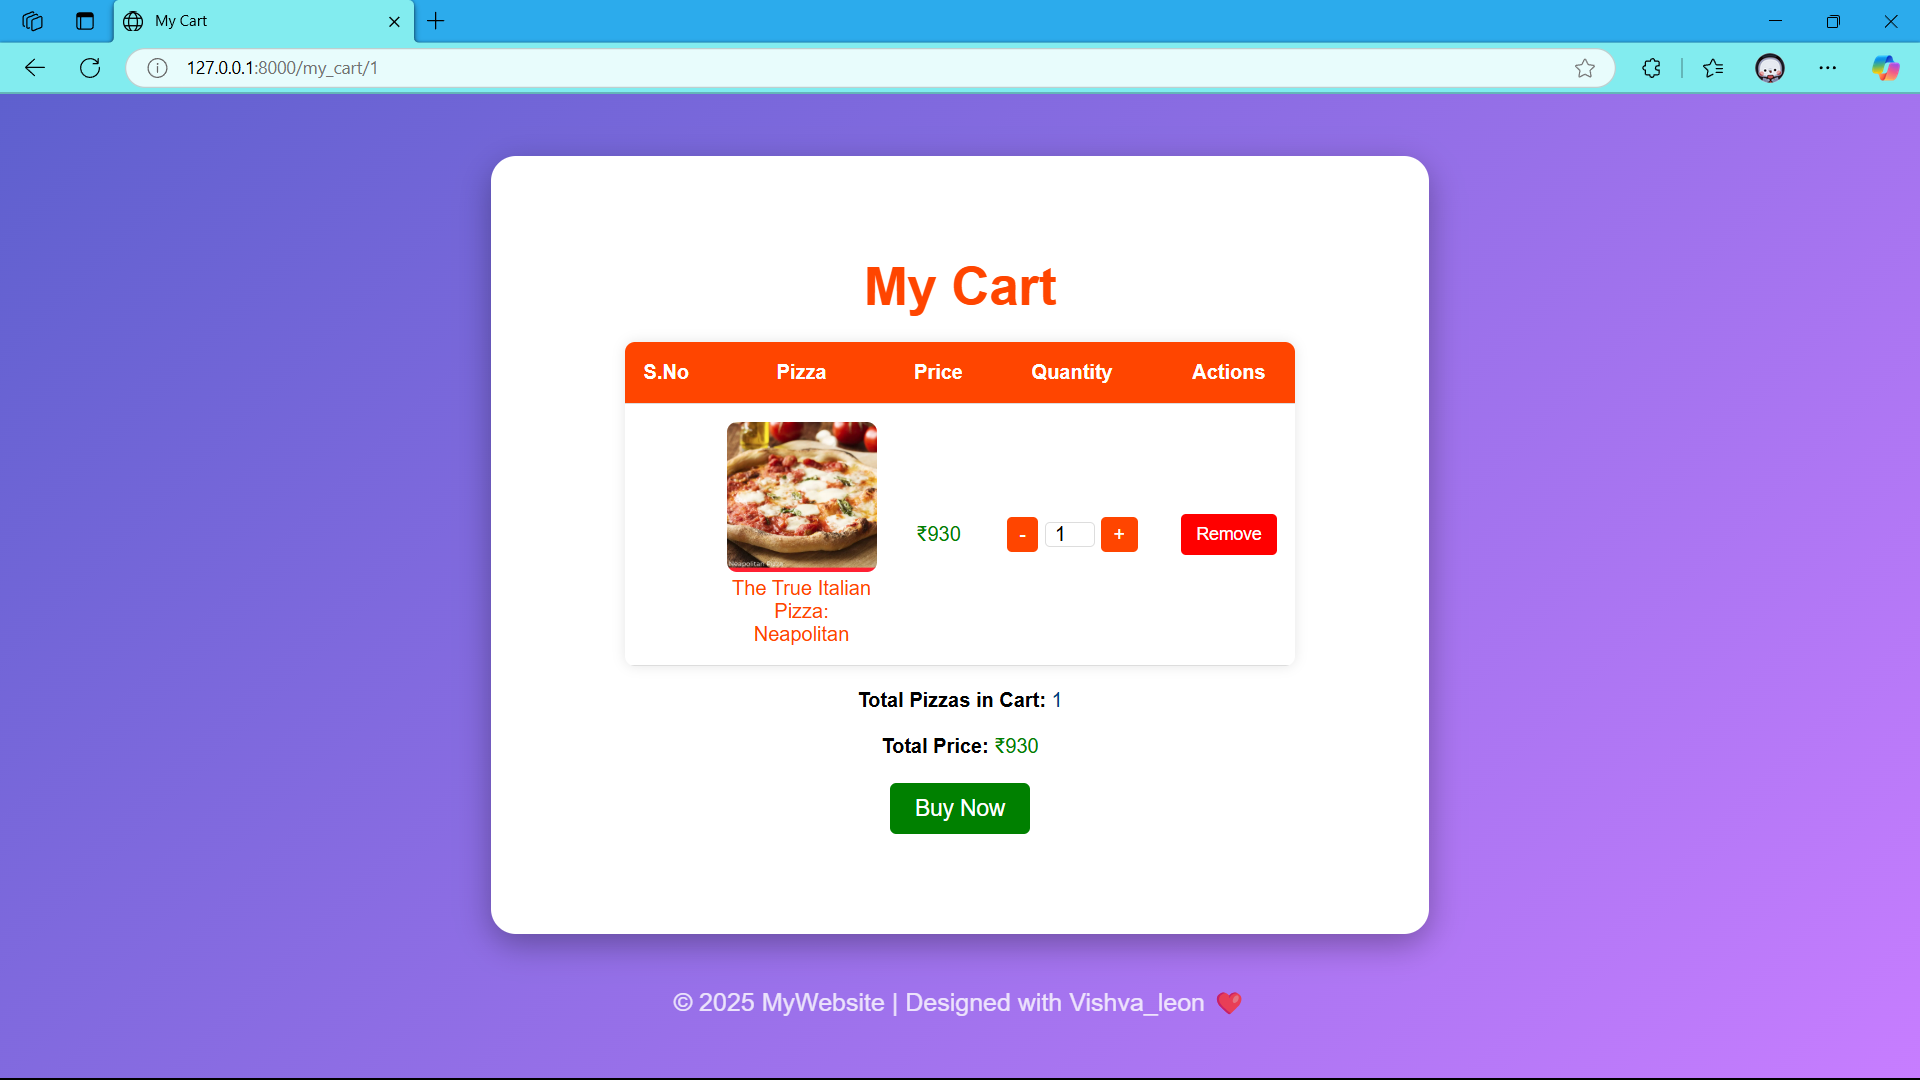 My Cart
127.0.0.1:8000/my_cart/1
My Cart
S.No Pizza Price Quantity Actions
Neapolitan Pizza
The True Italian
Pizza:
Neapolitan
₹930
- 1 +
Remove
Total Pizzas in Cart: 1
Total Price: ₹930
Buy Now
© 2025 MyWebsite | Designed with Vishva_leon ❤️